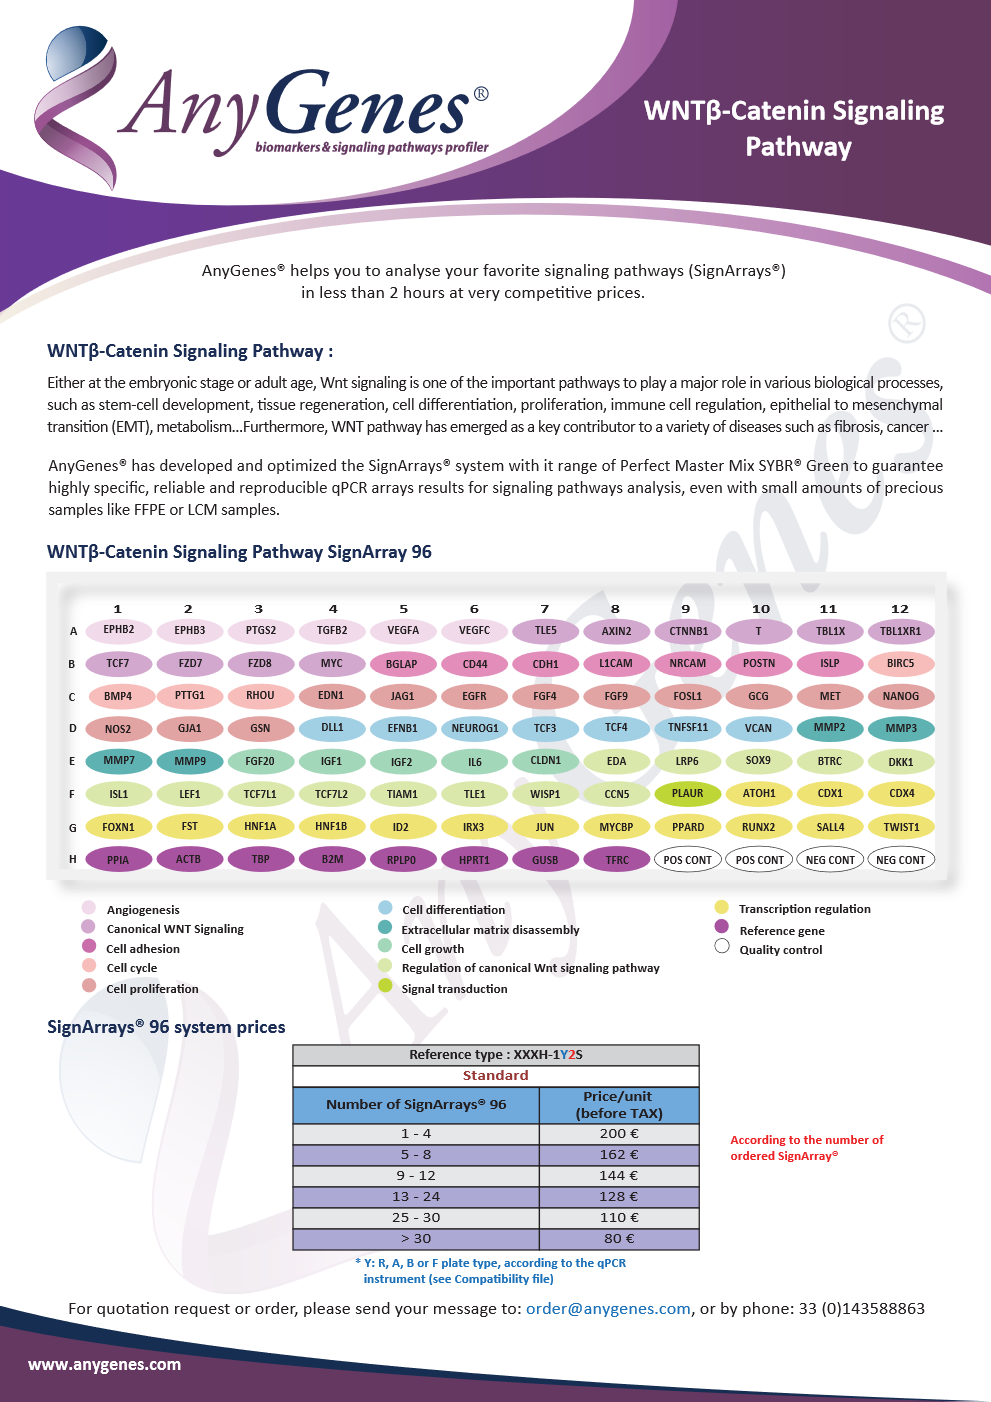 AnyGenes®
biomarkers & signaling pathways profiler
WNTβ-Catenin Signaling
Pathway
AnyGenes® helps you to analyse your favorite signaling pathways (SignArrays®)
in less than 2 hours at very competitive prices.
WNTβ-Catenin Signaling Pathway :
Either at the embryonic stage or adult age, Wnt signaling is one of the important pathways to play a major role in various biological processes,
such as stem-cell development, tissue regeneration, cell differentiation, proliferation, immune cell regulation, epithelial to mesenchymal
transition (EMT), metabolism...Furthermore, WNT pathway has emerged as a key contributor to a variety of diseases such as fibrosis, cancer ...
AnyGenes® has developed and optimized the SignArrays® system with it range of Perfect Master Mix SYBR® Green to guarantee
highly specific, reliable and reproducible qPCR arrays results for signaling pathways analysis, even with small amounts of precious
samples like FFPE or LCM samples.
WNTβ-Catenin Signaling Pathway SignArray 96
1 2 3 4 5 6 7 8 9 10 11 12
A EPHB2 EPHB3 PTGS2 TGFB2 VEGFA VEGFC TLE5 AXIN2 CTNNB1 T TBL1X TBL1XR1
B TCF7 FZD7 FZD8 MYC BGLAP CD44 CDH1 L1CAM NRCAM POSTN ISLP BIRC5
C BMP4 PTTG1 RHOU EDN1 JAG1 EGFR FGF4 FGF9 FOSL1 GCG MET NANOG
D NOS2 GJA1 GSN DLL1 EFNB1 NEUROG1 TCF3 TCF4 TNFSF11 VCAN MMP2 MMP3
E MMP7 MMP9 FGF20 IGF1 IGF2 IL6 CLDN1 EDA LRP6 SOX9 BTRC DKK1
F ISL1 LEF1 TCF7L1 TCF7L2 TIAM1 TLE1 WISP1 CCN5 PLAUR ATOH1 CDX1 CDX4
G FOXN1 FST HNF1A HNF1B ID2 IRX3 JUN MYCBP PPARD RUNX2 SALL4 TWIST1
H PPIA ACTB TBP B2M RPLP0 HPRT1 GUSB TFRC POS CONT POS CONT NEG CONT NEG CONT
Angiogenesis
Canonical WNT Signaling
Cell adhesion
Cell cycle
Cell proliferation
Cell differentiation
Extracellular matrix disassembly
Cell growth
Regulation of canonical Wnt signaling pathway
Signal transduction
Transcription regulation
Reference gene
Quality control
SignArrays® 96 system prices
Reference type : XXXH-1Y2S
Standard
Number of SignArrays® 96 Price/unit (before TAX)
1 - 4 200 €
5 - 8 162 €
9 - 12 144 €
13 - 24 128 €
25 - 30 110 €
> 30 80 €
According to the number of
ordered SignArray®
* Y: R, A, B or F plate type, according to the qPCR
instrument (see Compatibility file)
For quotation request or order, please send your message to: order@anygenes.com, or by phone: 33 (0)143588863
www.anygenes.com
AnyGenes®